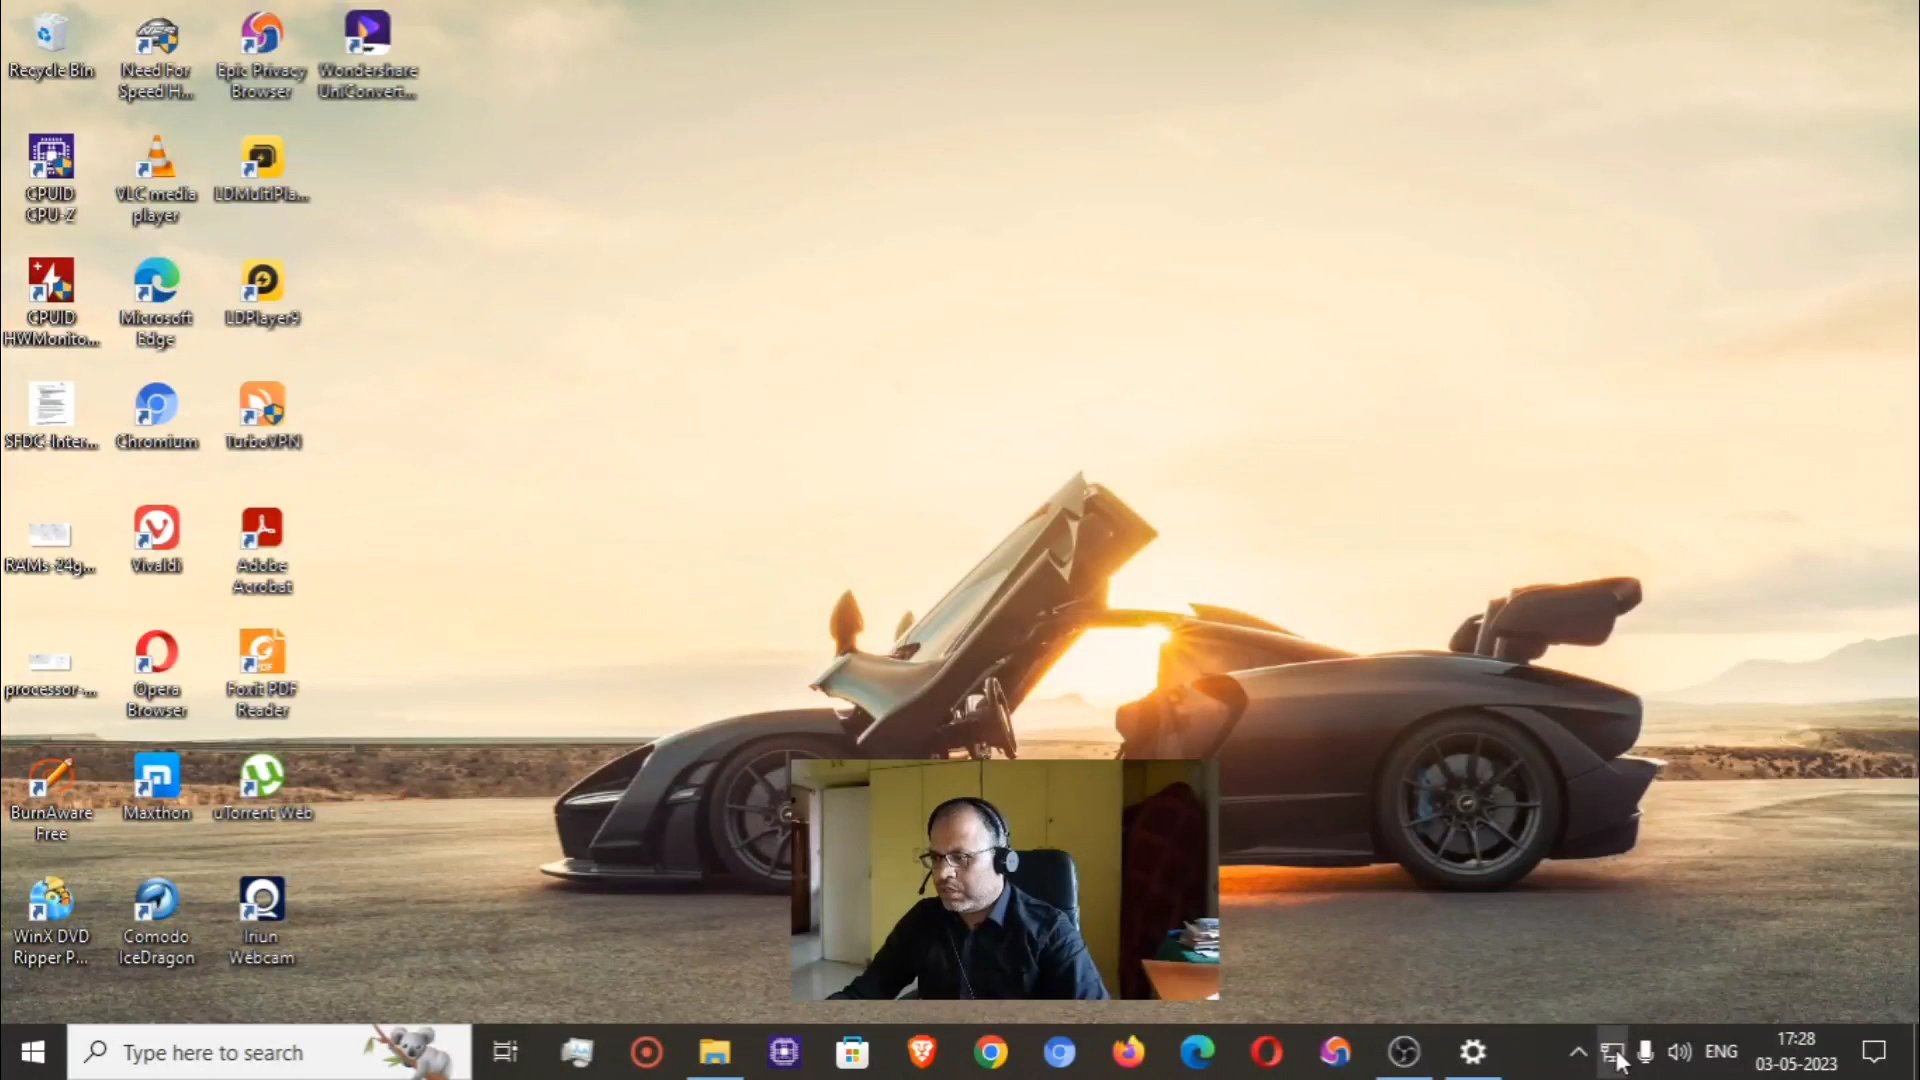 Recycle Bin
Need For
Speed H...
Epic Privacy
Browser
Wondershare
UniConvert...
CPUID
CPU-Z
VLC media
player
LDMultiPla...
CPUID
HWMonito...
Microsoft
Edge
LDPlayer9
SFDC-Inter...
Chromium
TurboVPN
RAMs-24g...
Vivaldi
Adobe
Acrobat
processor-...
Opera
Browser
Foxit PDF
Reader
BurnAware
Free
Maxthon
uTorrent Web
WinX DVD
Ripper P...
Comodo
IceDragon
Iriun
Webcam
Type here to search
ENG
17:28
03-05-2023